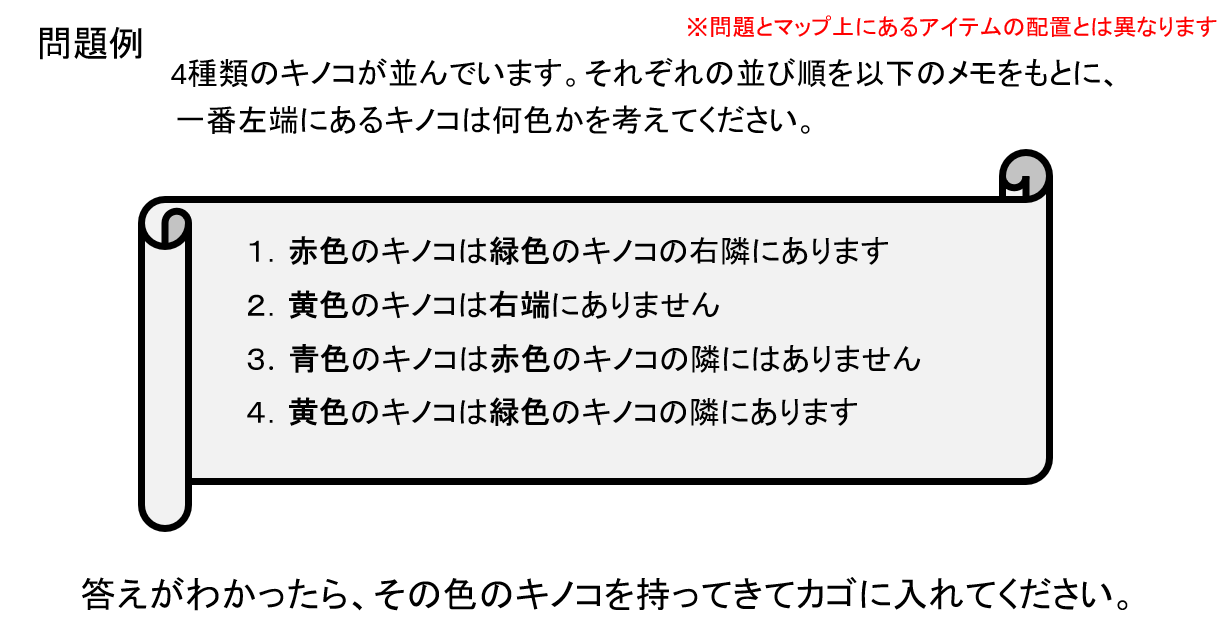 問題例
※問題とマップ上にあるアイテムの配置とは異なります
4種類のキノコが並んでいます。それぞれの並び順を以下のメモをもとに、
一番左端にあるキノコは何色かを考えてください。
１．赤色のキノコは緑色のキノコの右隣にあります
２．黄色のキノコは右端にありません
３．青色のキノコは赤色のキノコの隣にはありません
４．黄色のキノコは緑色のキノコの隣にあります
答えがわかったら、その色のキノコを持ってきてカゴに入れてください。